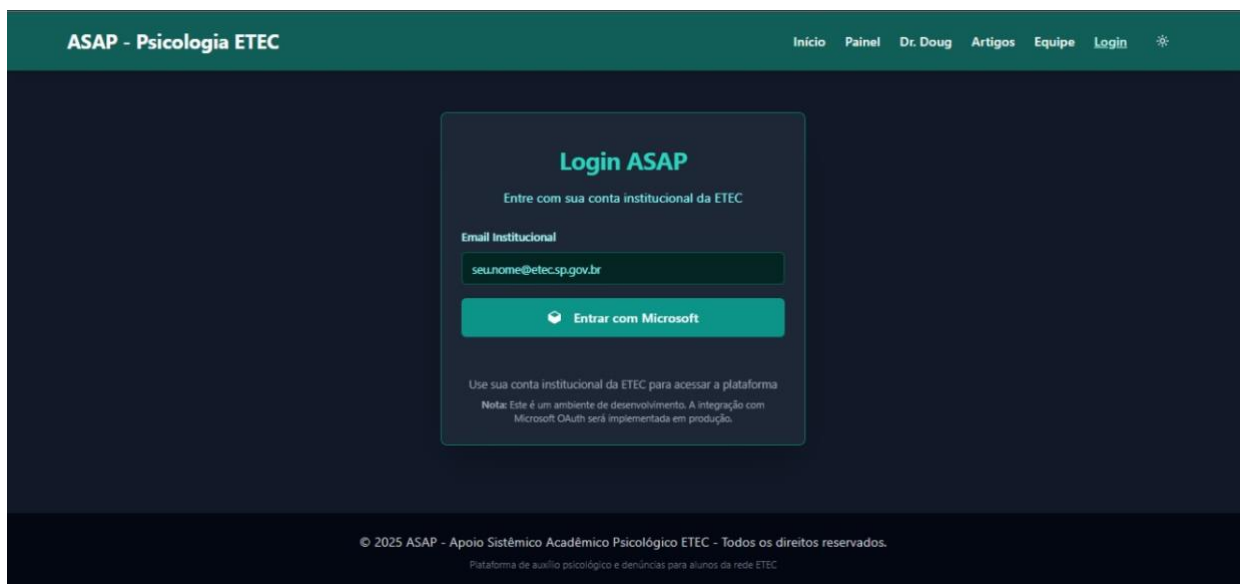 ASAP - Psicologia ETEC
Início Painel Dr. Doug Artigos Equipe Login
Login ASAP
Entre com sua conta institucional da ETEC
Email Institucional
seu.nome@etec.sp.gov.br
Entrar com Microsoft
Use sua conta institucional da ETEC para acessar a plataforma
Nota: Este é um ambiente de desenvolvimento. A integração com
Microsoft OAuth será implementada em produção.
© 2025 ASAP - Apoio Sistêmico Acadêmico Psicológico ETEC - Todos os direitos reservados.
Plataforma de auxílio psicológico e denúncias para alunos da rede ETEC